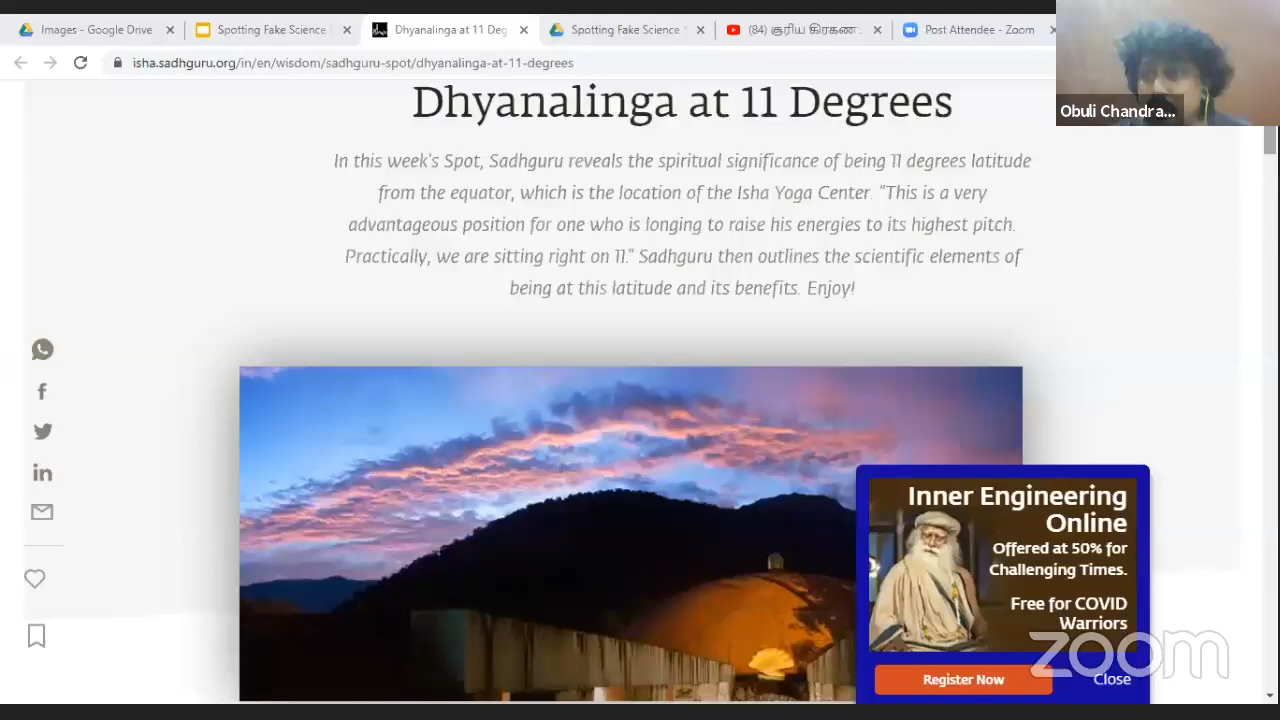 Images - Google Drive
Spotting Fake Science
Dhyanalinga at 11 Deg
Spotting Fake Science
(84) சூரிய கிரகண
Post Attendee - Zoom
isha.sadhguru.org/in/en/wisdom/sadhguru-spot/dhyanalinga-at-11-degrees
Obuli Chandra...
Dhyanalinga at 11 Degrees
In this week's Spot, Sadhguru reveals the spiritual significance of being 11 degrees latitude
from the equator, which is the location of the Isha Yoga Center. "This is a very
advantageous position for one who is longing to raise his energies to its highest pitch.
Practically, we are sitting right on 11." Sadhguru then outlines the scientific elements of
being at this latitude and its benefits. Enjoy!
Inner Engineering
Online
Offered at 50% for
Challenging Times.
Free for COVID
Warriors
Register Now
Close
zoom